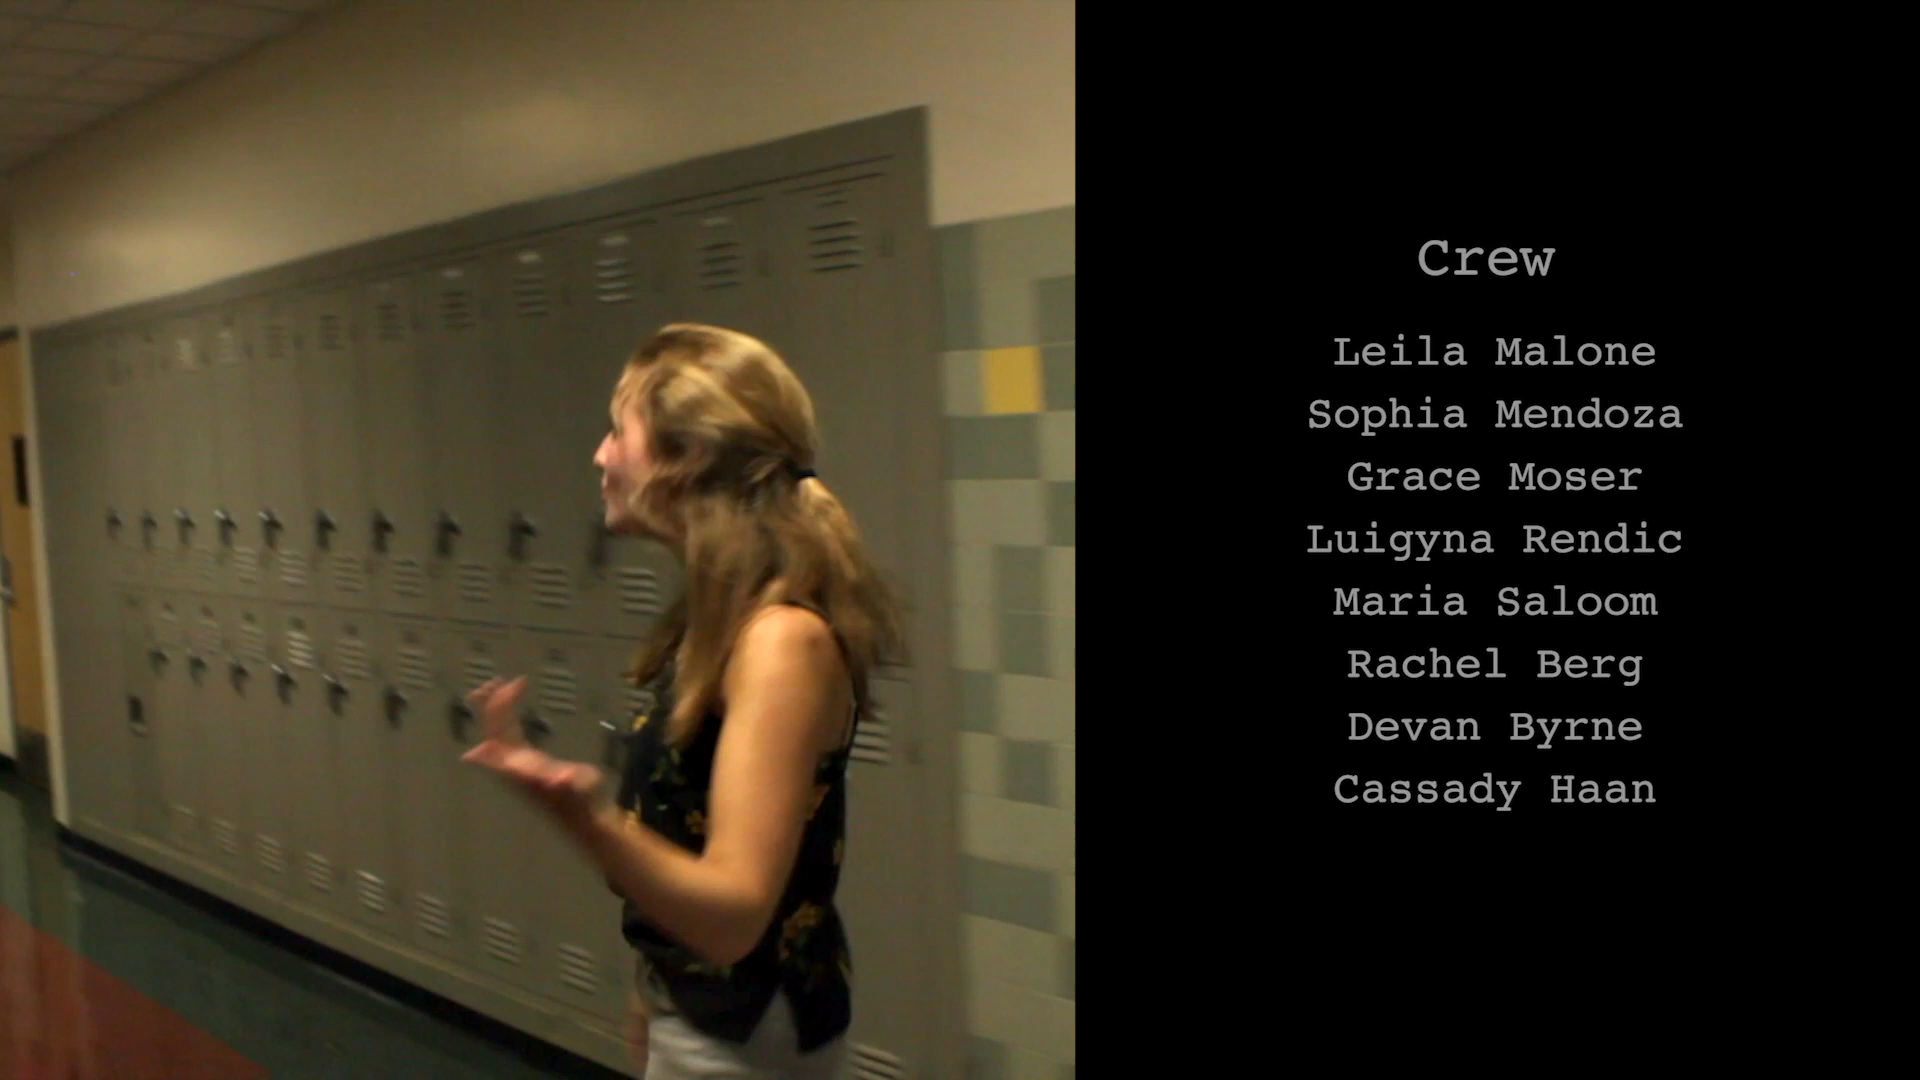 Crew
Leila Malone
Sophia Mendoza
Grace Moser
Luigyna Rendic
Maria Saloom
Rachel Berg
Devan Byrne
Cassady Haan